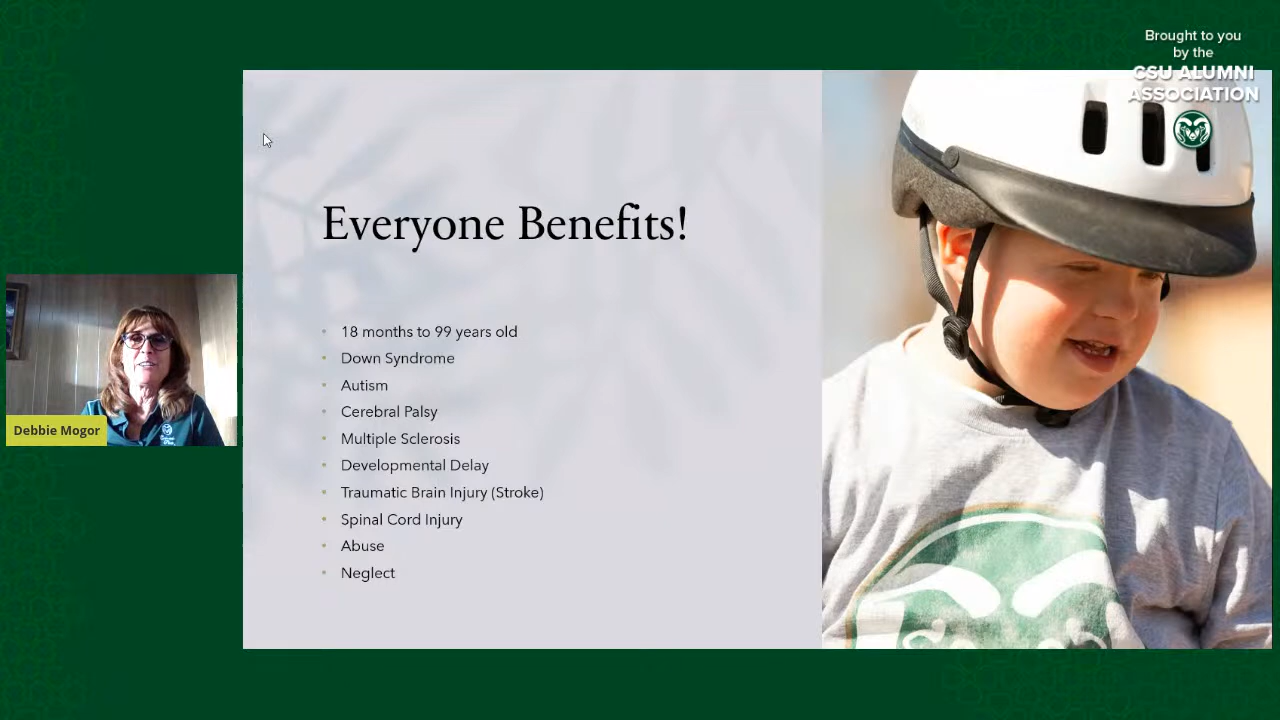 Brought to you
by the
CSU ALUMNI
ASSOCIATION
Everyone Benefits!
• 18 months to 99 years old
• Down Syndrome
• Autism
• Cerebral Palsy
• Multiple Sclerosis
• Developmental Delay
• Traumatic Brain Injury (Stroke)
• Spinal Cord Injury
• Abuse
• Neglect
Debbie Mogor